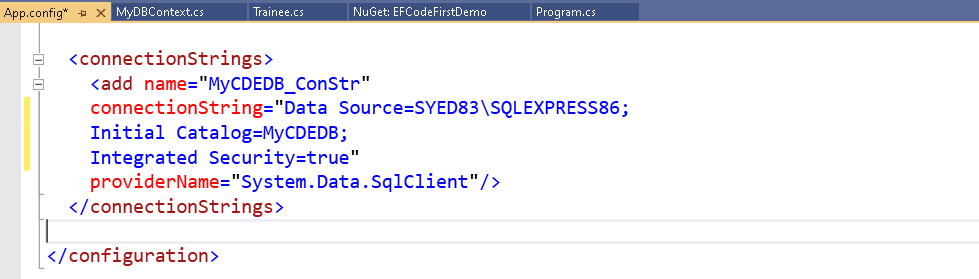 App.config* MyDBContext.cs Trainee.cs NuGet: EFCodeFirstDemo Program.cs
<connectionStrings>
<add name="MyCDEDB_ConStr"
connectionString="Data Source=SYED83\SQLEXPRESS86;
Initial Catalog=MyCDEDB;
Integrated Security=true"
providerName="System.Data.SqlClient"/>
</connectionStrings>
</configuration>